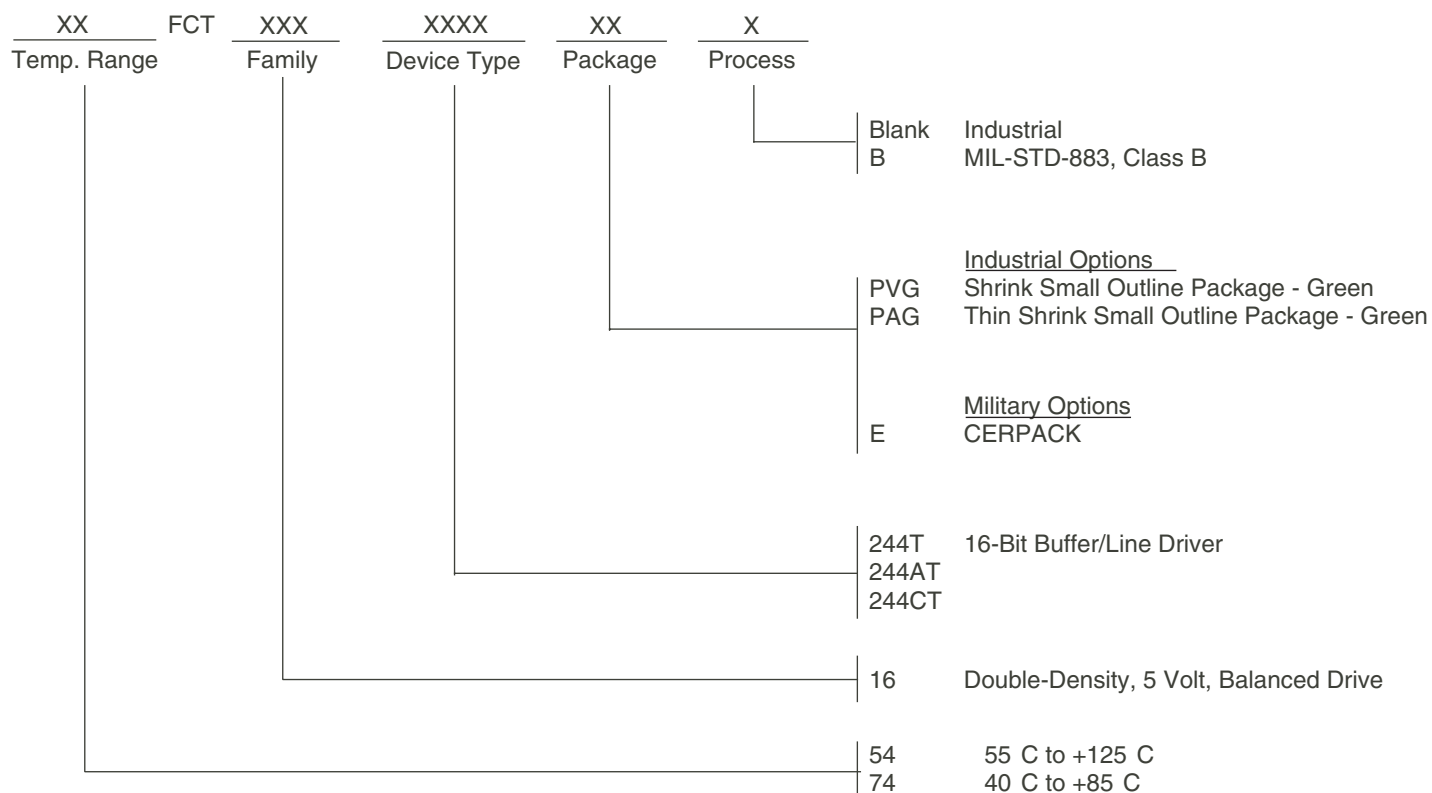 XX FCT XXX XXXX XX X
Temp. Range Family Device Type Package Process
Blank Industrial
B MIL-STD-883, Class B
Industrial Options
PVG Shrink Small Outline Package - Green
PAG Thin Shrink Small Outline Package - Green
Military Options
E CERPACK
244T 16-Bit Buffer/Line Driver
244AT
244CT
16 Double-Density, 5 Volt, Balanced Drive
54 55 C to +125 C
74 40 C to +85 C